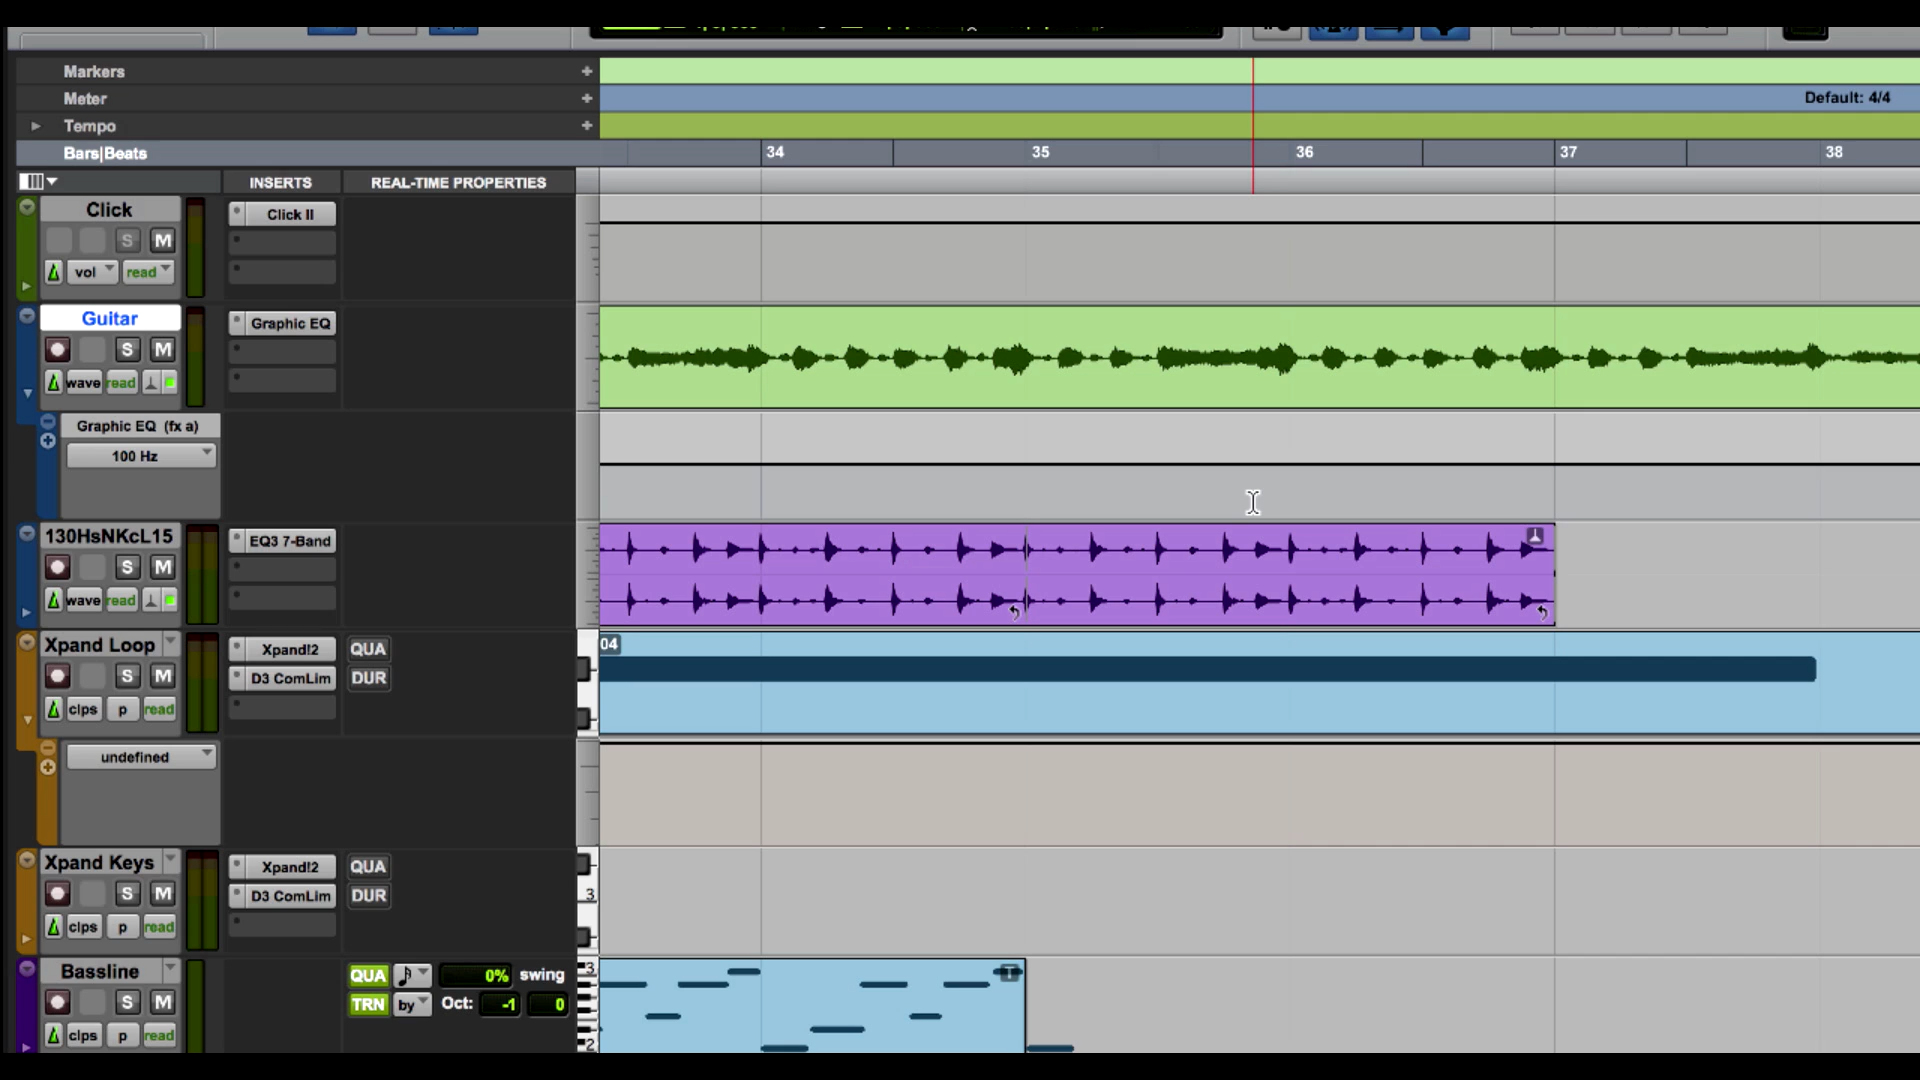 Markers +
Meter + Default: 4/4
Tempo +
Bars|Beats 34 35 36 37 38
INSERTS REAL-TIME PROPERTIES
Click Click II
S M
vol read
Guitar Graphic EQ
S M
wave read
Graphic EQ (fx a)
100 Hz
130HsNKcL15 EQ3 7-Band
S M
wave read
Xpand Loop Xpand!2 QUA 04
S M D3 ComLim DUR
clps p read
undefined
Xpand Keys Xpand!2 QUA
S M D3 ComLim DUR 3
clps p read
Bassline QUA 0% swing 3
S M TRN by Oct: -1 0
clps p read 2